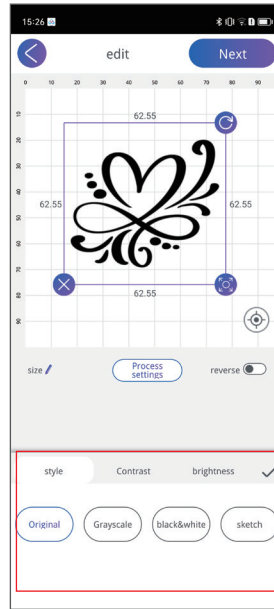 15:26
edit
Next
0 10 20 30 40 50 60 70 80 90
10
20
30
40
50
60
70
80
90
62.55
62.55
62.55
62.55
size
Process
settings
reverse
style
Contrast
brightness
Original
Grayscale
black&white
sketch